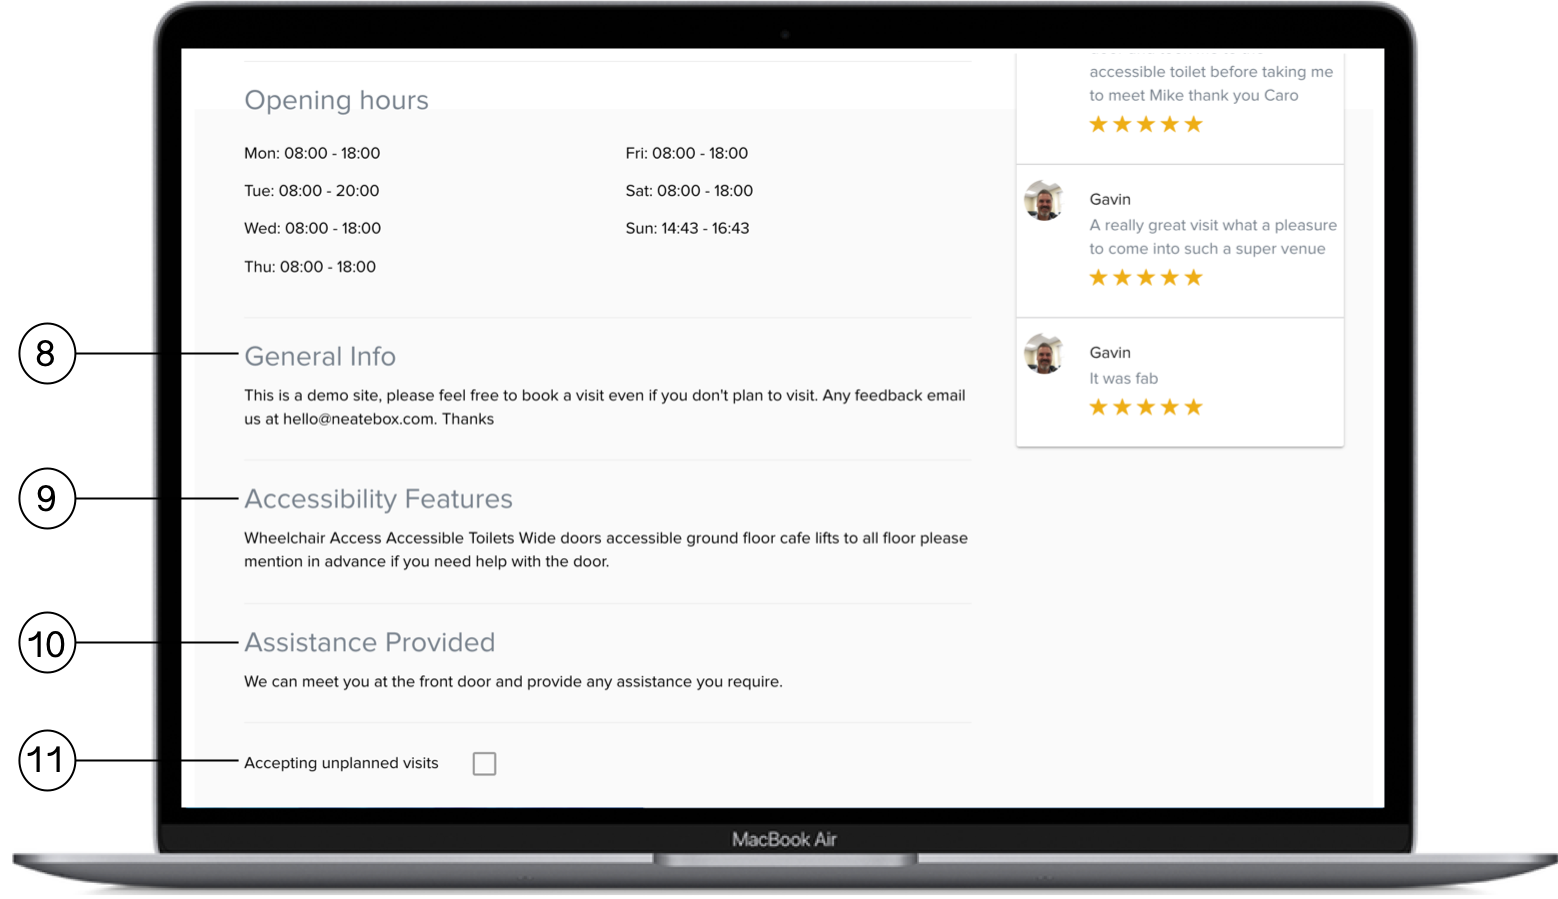 Opening hours
Mon: 08:00 - 18:00
Tue: 08:00 - 20:00
Wed: 08:00 - 18:00
Thu: 08:00 - 18:00
Fri: 08:00 - 18:00
Sat: 08:00 - 18:00
Sun: 14:43 - 16:43
8
General Info
This is a demo site, please feel free to book a visit even if you don't plan to visit. Any feedback email
us at hello@neatebox.com. Thanks
9
Accessibility Features
Wheelchair Access Accessible Toilets Wide doors accessible ground floor cafe lifts to all floor please
mention in advance if you need help with the door.
10
Assistance Provided
We can meet you at the front door and provide any assistance you require.
11
Accepting unplanned visits
accessible toilet before taking me
to meet Mike thank you Caro
Gavin
A really great visit what a pleasure
to come into such a super venue
Gavin
It was fab
MacBook Air